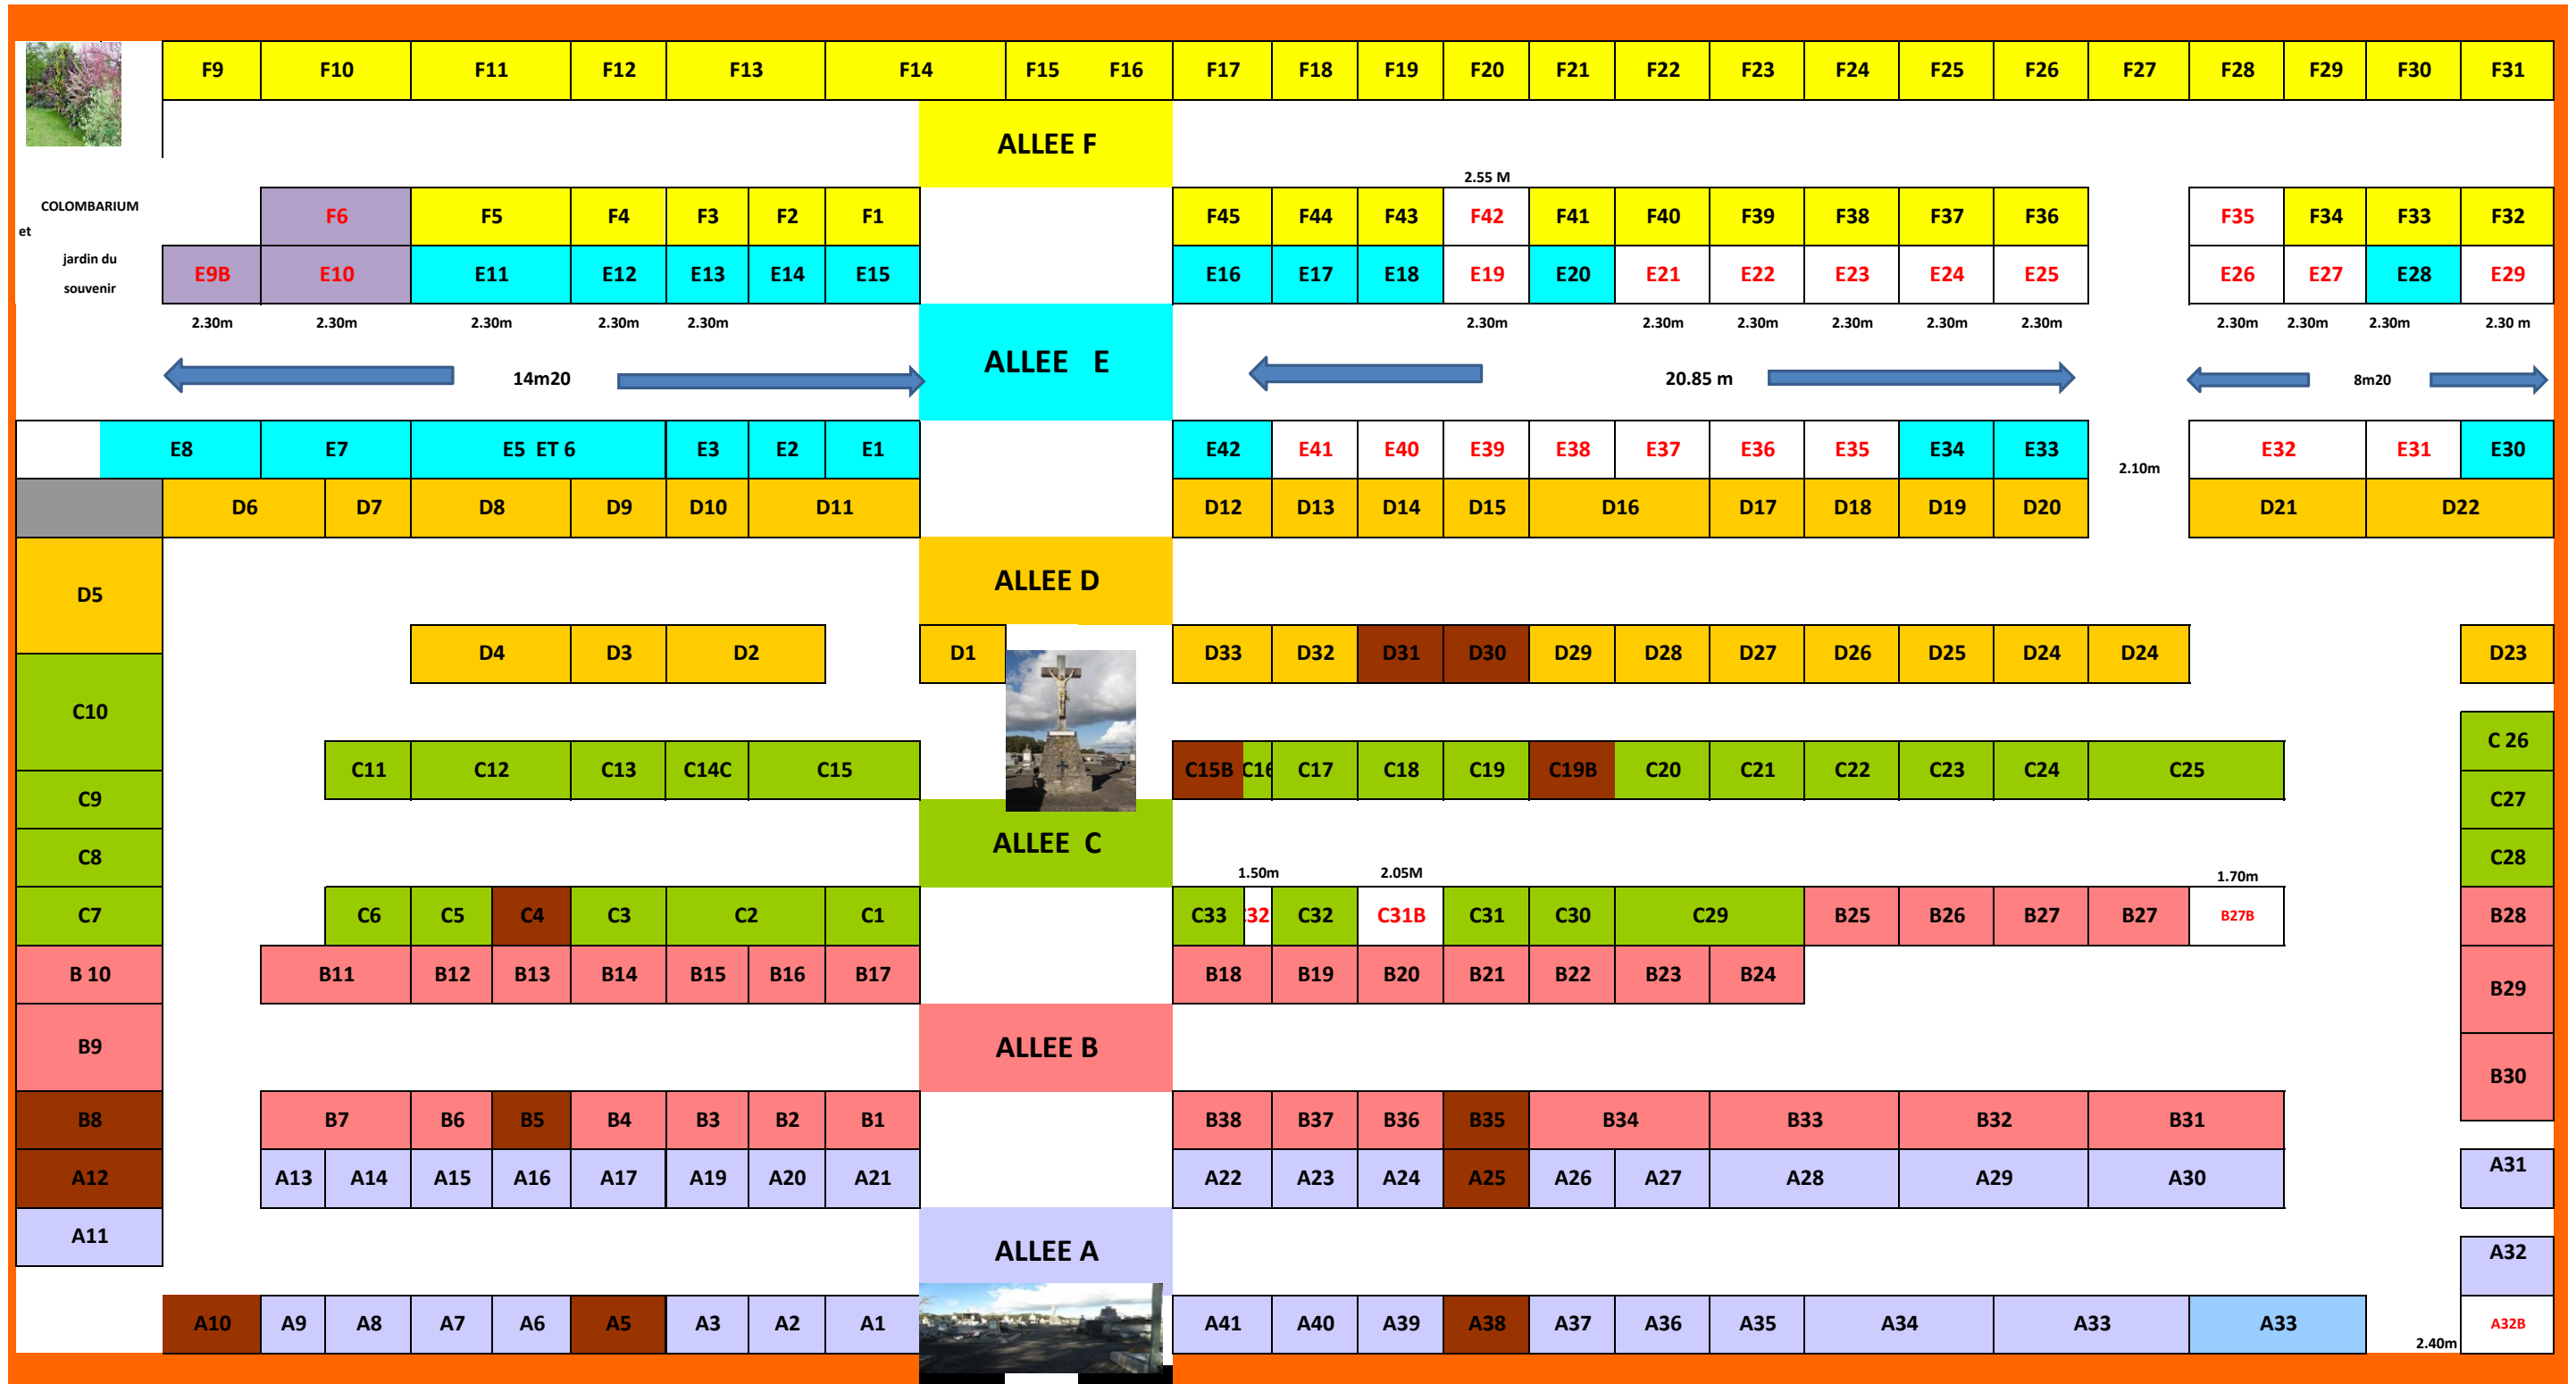 F9 F10 F11 F12 F13 F14 F15 F16 F17 F18 F19 F20 F21 F22 F23 F24 F25 F26 F27 F28 F29 F30 F31
ALLEE F
2.55 M
COLOMBARIUM
et
jardin du
souvenir
F6 F5 F4 F3 F2 F1 F45 F44 F43 F42 F41 F40 F39 F38 F37 F36 F35 F34 F33 F32
E9B E10 E11 E12 E13 E14 E15 E16 E17 E18 E19 E20 E21 E22 E23 E24 E25 E26 E27 E28 E29
2.30m 2.30m 2.30m 2.30m 2.30m 2.30m 2.30m 2.30m 2.30m 2.30m 2.30m 2.30m 2.30m 2.30m 2.30 m
ALLEE E
14m20 20.85 m 8m20
E8 E7 E5 ET 6 E3 E2 E1 E42 E41 E40 E39 E38 E37 E36 E35 E34 E33 E32 E31 E30
2.10m
D6 D7 D8 D9 D10 D11 D12 D13 D14 D15 D16 D17 D18 D19 D20 D21 D22
ALLEE D
D5
D4 D3 D2 D1 D33 D32 D31 D30 D29 D28 D27 D26 D25 D24 D24 D23
C10
C 26
C11 C12 C13 C14C C15 C15B C16 C17 C18 C19 C19B C20 C21 C22 C23 C24 C25
C9 C27
ALLEE C
C8 C28
1.50m 2.05M 1.70m
C7 C6 C5 C4 C3 C2 C1 C33 32 C32 C31B C31 C30 C29 B25 B26 B27 B27 B27B B28
B 10 B11 B12 B13 B14 B15 B16 B17 B18 B19 B20 B21 B22 B23 B24
B29
B9 ALLEE B
B30
B8 B7 B6 B5 B4 B3 B2 B1 B38 B37 B36 B35 B34 B33 B32 B31
A12 A13 A14 A15 A16 A17 A19 A20 A21 A22 A23 A24 A25 A26 A27 A28 A29 A30 A31
A11 ALLEE A A32
A10 A9 A8 A7 A6 A5 A3 A2 A1 A41 A40 A39 A38 A37 A36 A35 A34 A33 A33 A32B
2.40m